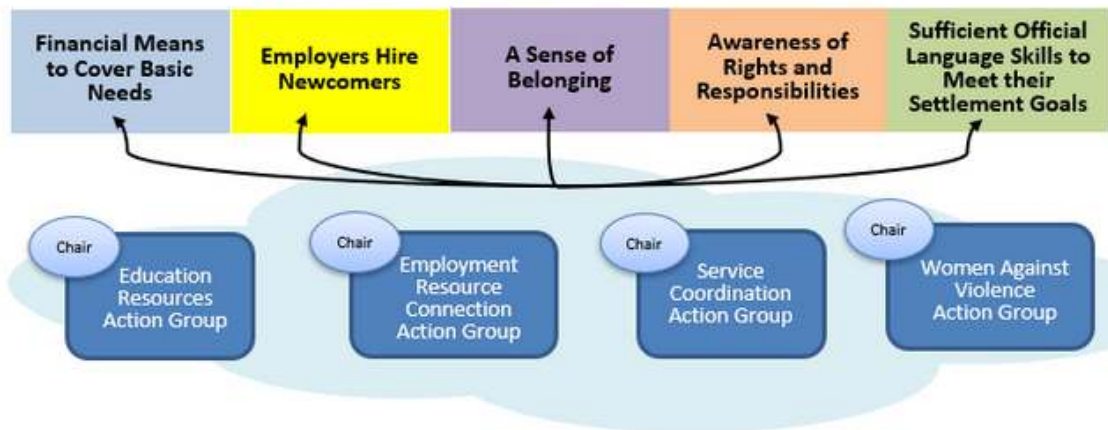 Financial Means
to Cover Basic
Needs
Employers Hire
Newcomers
A Sense of
Belonging
Awareness of
Rights and
Responsibilities
Sufficient Official
Language Skills to
Meet their
Settlement Goals
Chair
Education
Resources
Action Group
Chair
Employment
Resource
Connection
Action Group
Chair
Service
Coordination
Action Group
Chair
Women Against
Violence
Action Group